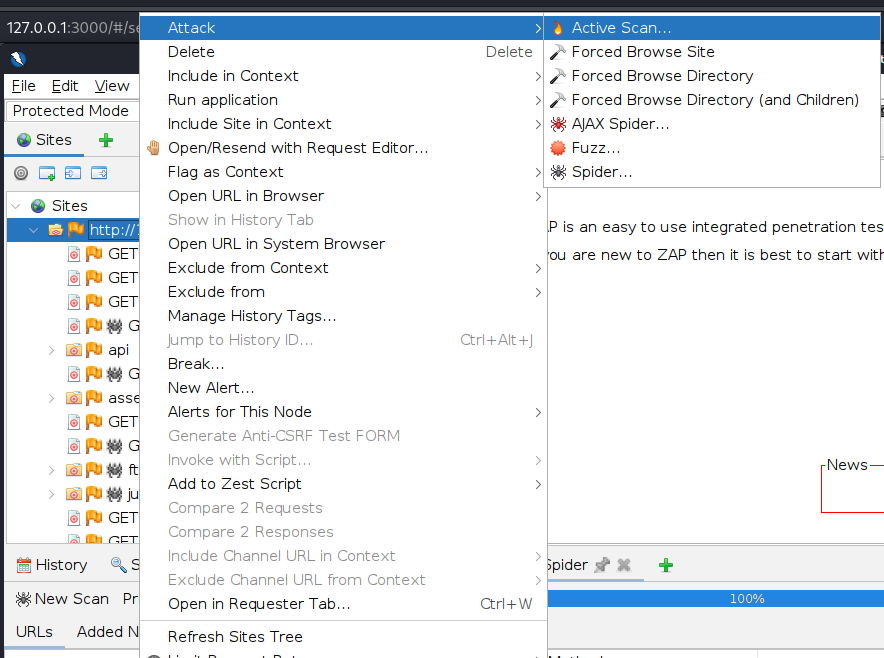 127.0.0.1:3000/#/se
File Edit View
Protected Mode
Sites
Sites
http://
GET
GET
GET
G
api
G
asse
GET
G
ft
ju
GET
GET
Attack
Delete Delete
Include in Context
Run application
Include Site in Context
Open/Resend with Request Editor...
Flag as Context
Open URL in Browser
Show in History Tab
Open URL in System Browser
Exclude from Context
Exclude from
Manage History Tags...
Jump to History ID... Ctrl+Alt+J
Break...
New Alert...
Alerts for This Node
Generate Anti-CSRF Test FORM
Invoke with Script...
Add to Zest Script
Compare 2 Requests
Compare 2 Responses
Include Channel URL in Context
Exclude Channel URL from Context
Open in Requester Tab... Ctrl+W
Refresh Sites Tree
Active Scan...
Forced Browse Site
Forced Browse Directory
Forced Browse Directory (and Children)
AJAX Spider...
Fuzz...
Spider...
AP is an easy to use integrated penetration tes
you are new to ZAP then it is best to start with
News
History S
Spider
New Scan Pr
100%
URLs Added N